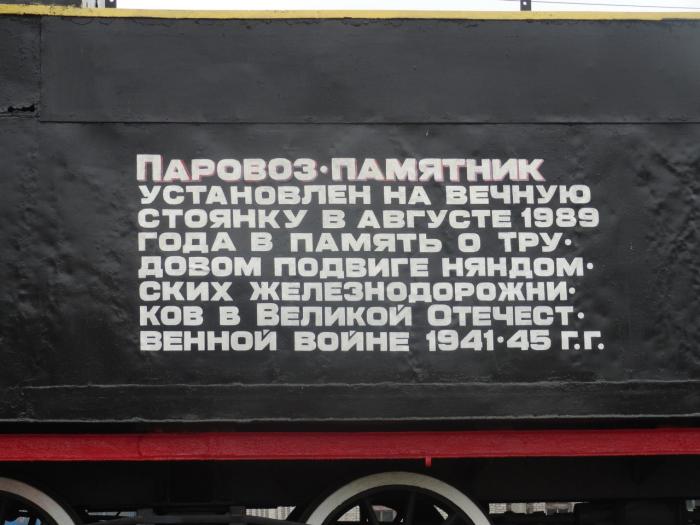 Паровоз·памятник
установлен на вечную
стоянку в августе 1989
года в память о тру·
довом подвиге няндом·
ских железнодорожни·
ков в Великой Отечест·
венной войне 1941·45 г.г.